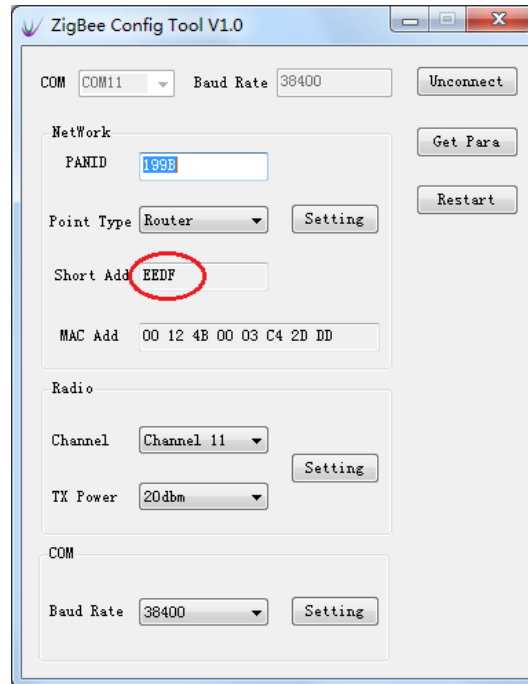 ZigBee Config Tool V1.0
COM COM11 Baud Rate 38400 Unconnect
NetWork
Get Para
PANID 199B
Restart
Point Type Router Setting
Short Add EEDF
MAC Add 00 12 4B 00 03 C4 2D DD
Radio
Channel Channel 11
Setting
TX Power 20dbm
COM
Baud Rate 38400 Setting